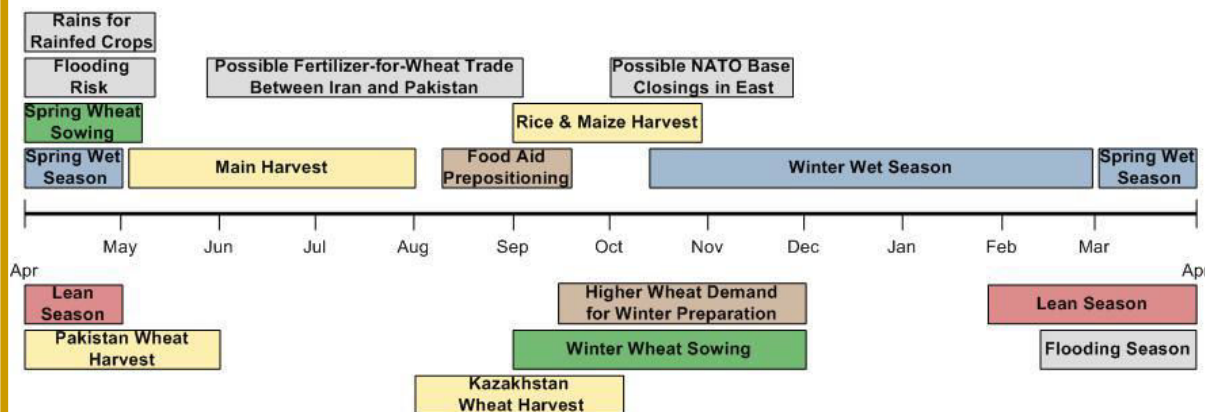 Rains for
Rainfed Crops
Flooding
Risk
Possible Fertilizer-for-Wheat Trade
Between Iran and Pakistan
Possible NATO Base
Closings in East
Spring Wheat
Sowing
Rice & Maize Harvest
Spring Wet
Season
Main Harvest
Food Aid
Prepositioning
Winter Wet Season
Spring Wet
Season
May Jun Jul Aug Sep Oct Nov Dec Jan Feb Mar
Apr Apr
Lean
Season
Higher Wheat Demand
for Winter Preparation
Lean Season
Pakistan Wheat
Harvest
Winter Wheat Sowing
Flooding Season
Kazakhstan
Wheat Harvest